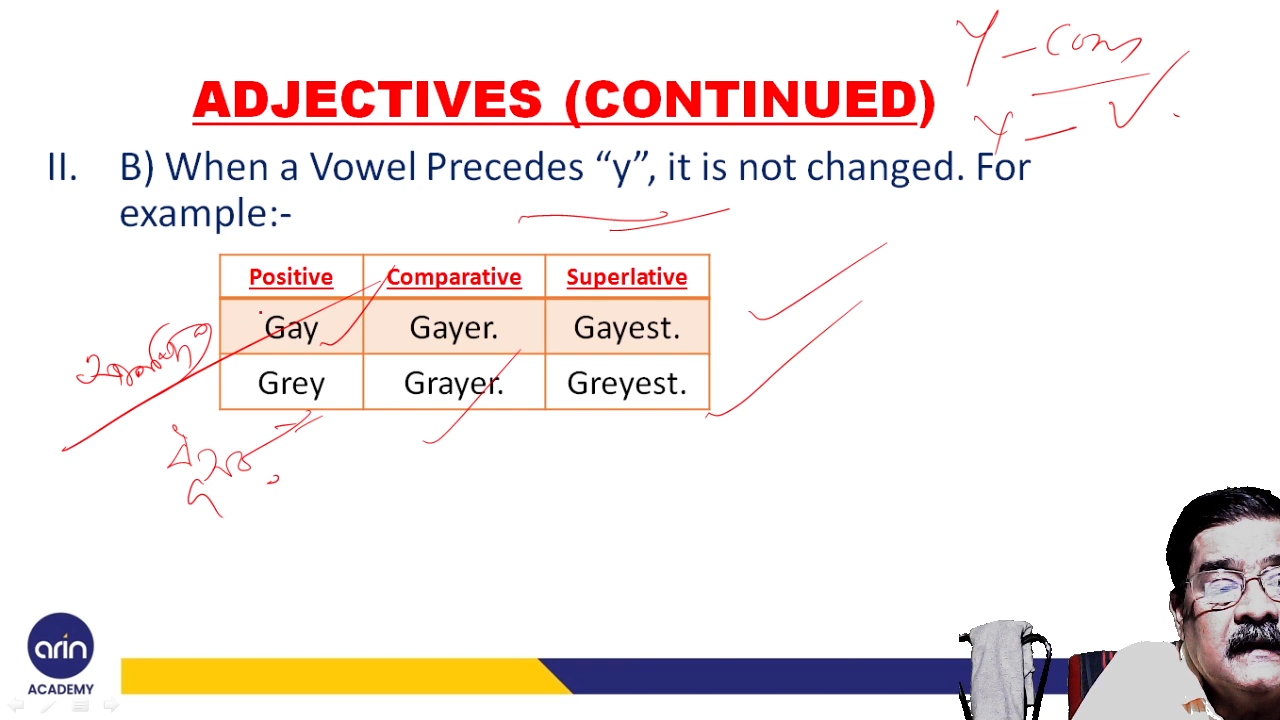 Y - Cons
ADJECTIVES (CONTINUED)
Y - V
II. B) When a Vowel Precedes “y”, it is not changed. For
example:-
Positive Comparative Superlative
Gay Gayer. Gayest.
Grey Grayer. Greyest.
arin
ACADEMY